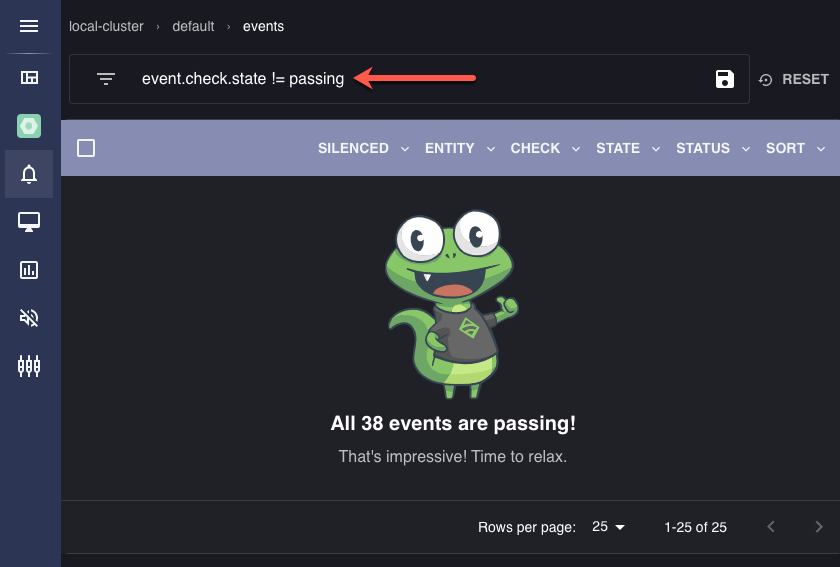 local-cluster › default › events
event.check.state != passing
RESET
SILENCED ENTITY CHECK STATE STATUS SORT
All 38 events are passing!
That's impressive! Time to relax.
Rows per page: 25 1-25 of 25